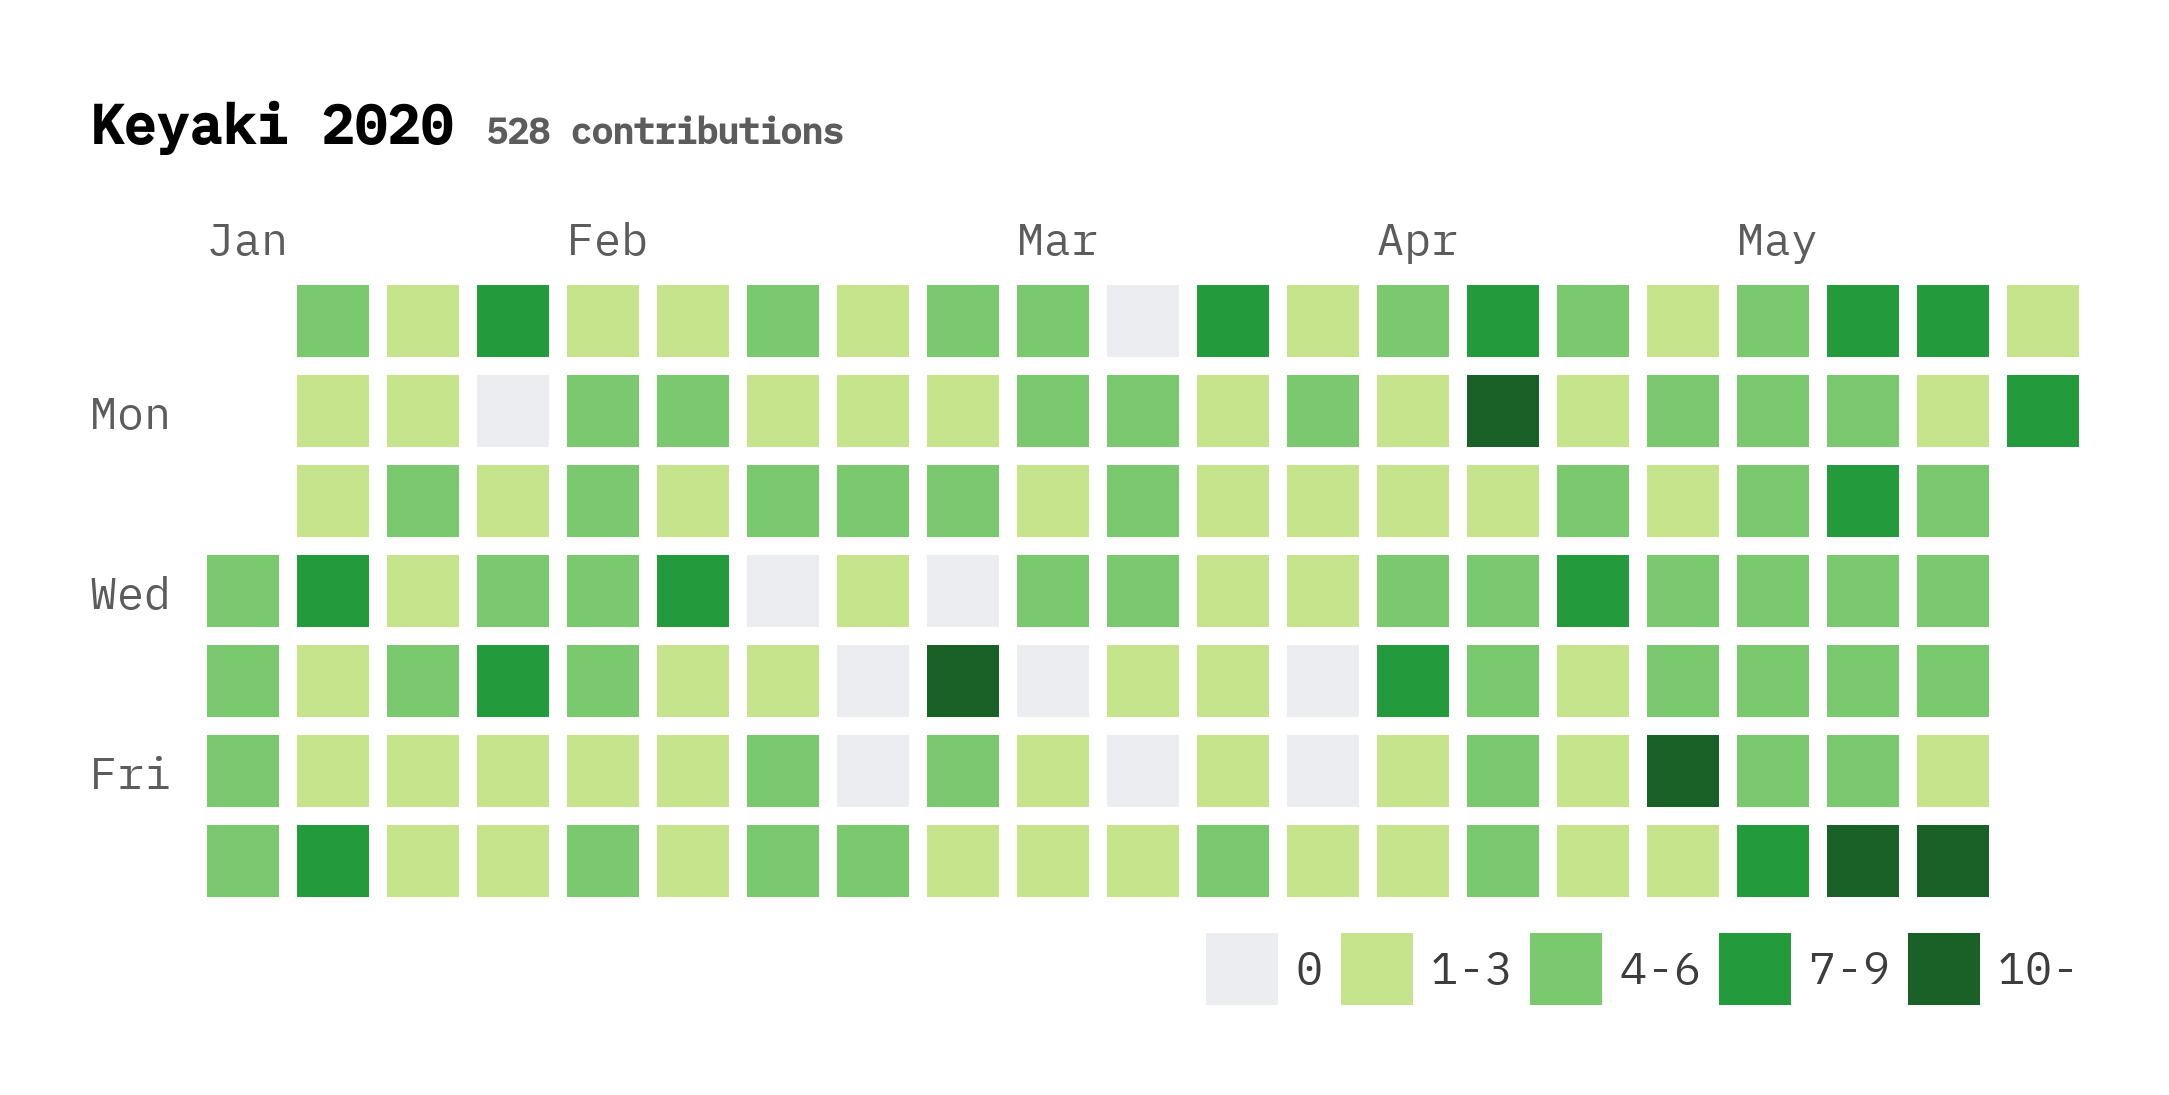 Keyaki 2020 528 contributions
Jan Feb Mar Apr May
Mon
Wed
Fri
0 1-3 4-6 7-9 10-